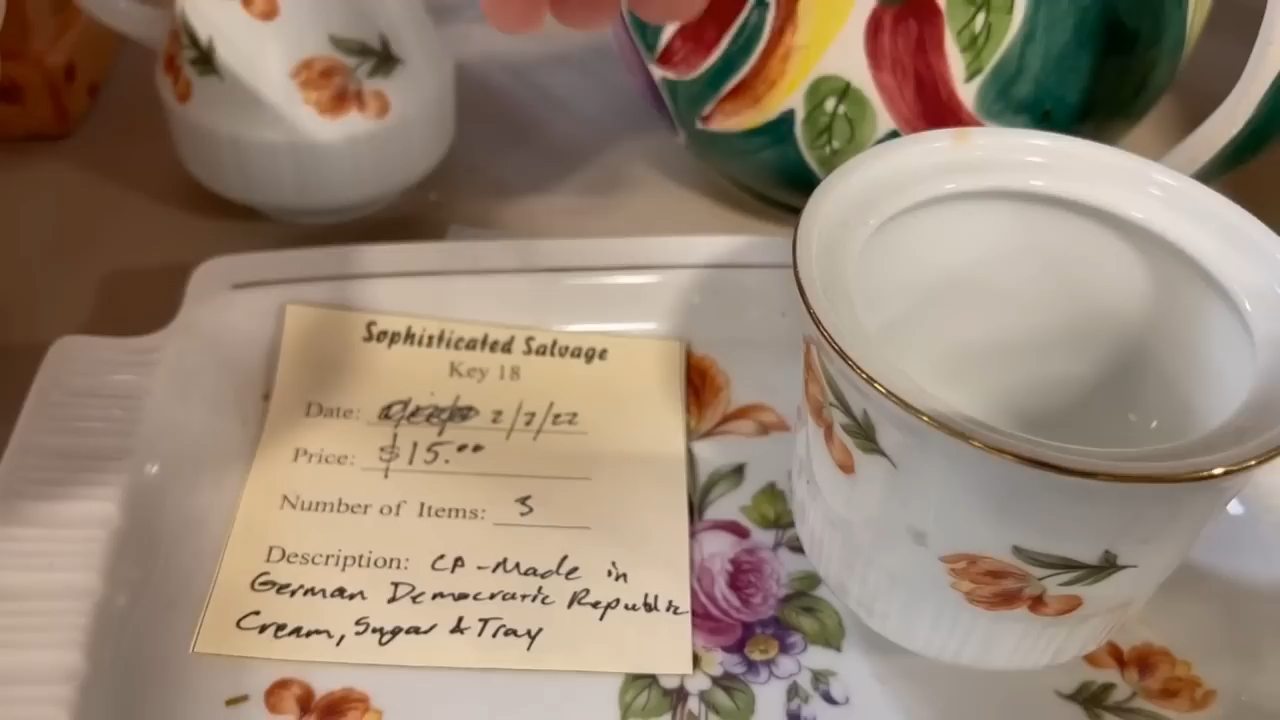 Sophisticated Salvage
Key 18
Date: 2/7/22
Price: $15.00
Number of Items: 3
Description: CP - Made in
German Democratic Republic
Cream, Sugar & Tray